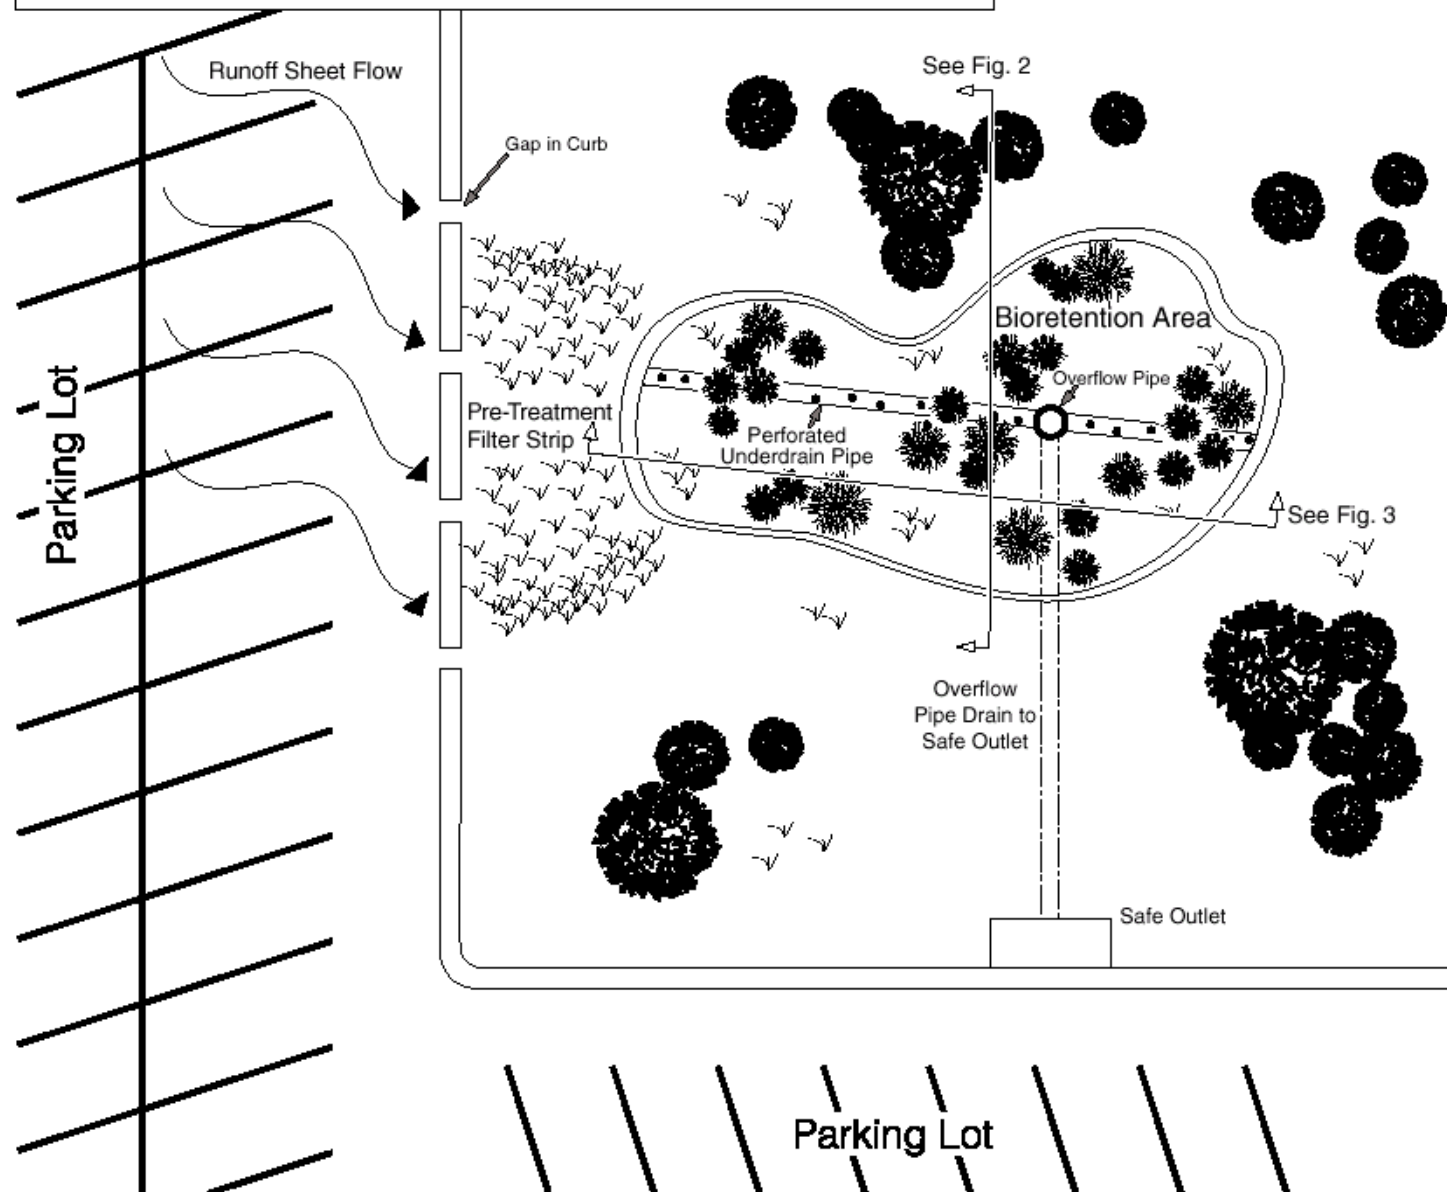 Runoff Sheet Flow
See Fig. 2
Gap in Curb
Bioretention Area
Overflow Pipe
Pre-Treatment
Filter Strip
Perforated
Underdrain Pipe
Parking Lot
See Fig. 3
Overflow
Pipe Drain to
Safe Outlet
Safe Outlet
Parking Lot